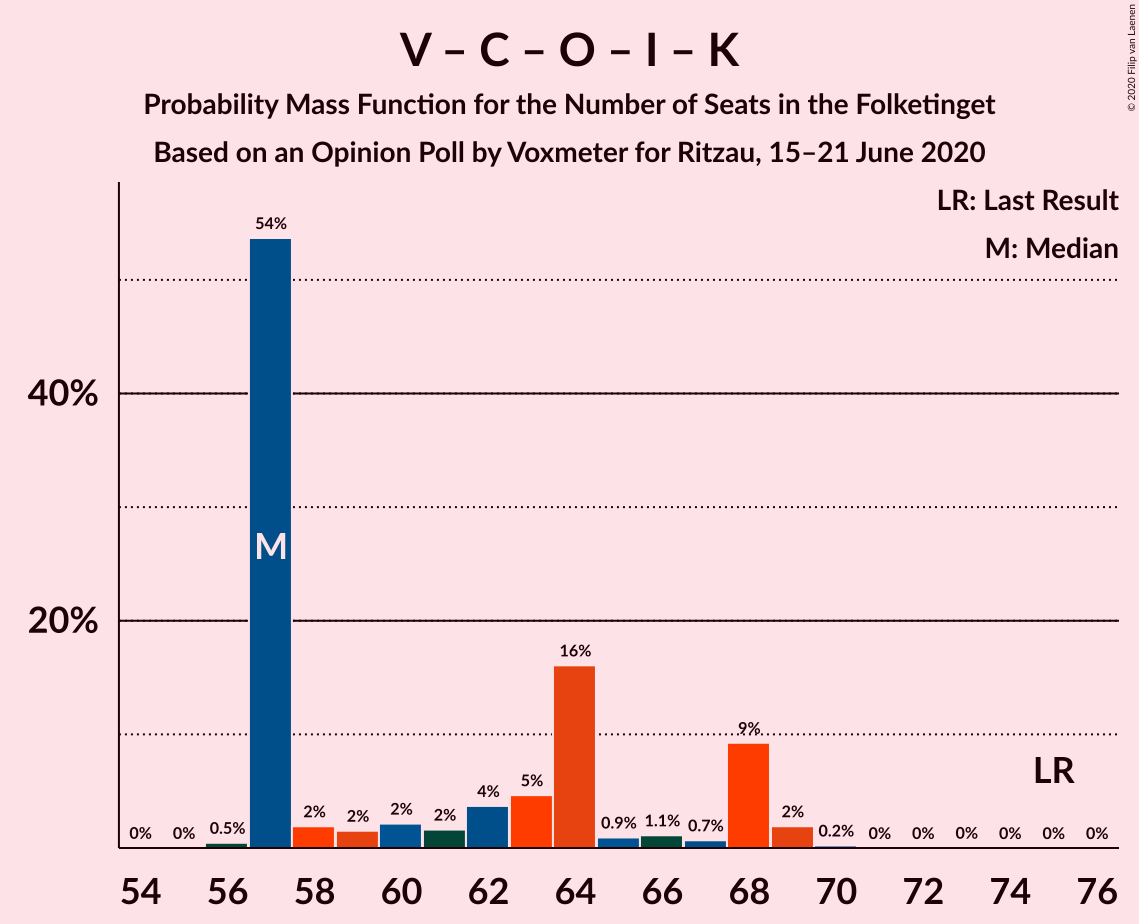 V – C – O – I – K
Probability Mass Function for the Number of Seats in the Folketinget
Based on an Opinion Poll by Voxmeter for Ritzau, 15–21 June 2020
© 2020 Filip van Laenen
LR: Last Result
M: Median
40%
20%
0% 0% 0.5% 54% 2% 2% 2% 2% 4% 5% 16% 0.9% 1.1% 0.7% 9% 2% 0.2% 0% 0% 0% 0% 0% 0%
M
LR
54 56 58 60 62 64 66 68 70 72 74 76